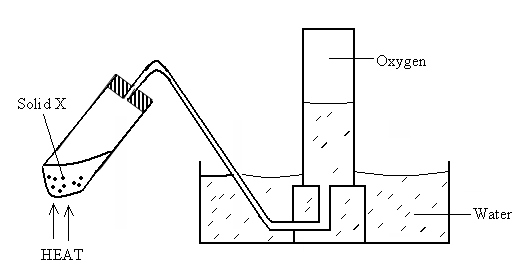 Oxygen
Solid X
Water
HEAT